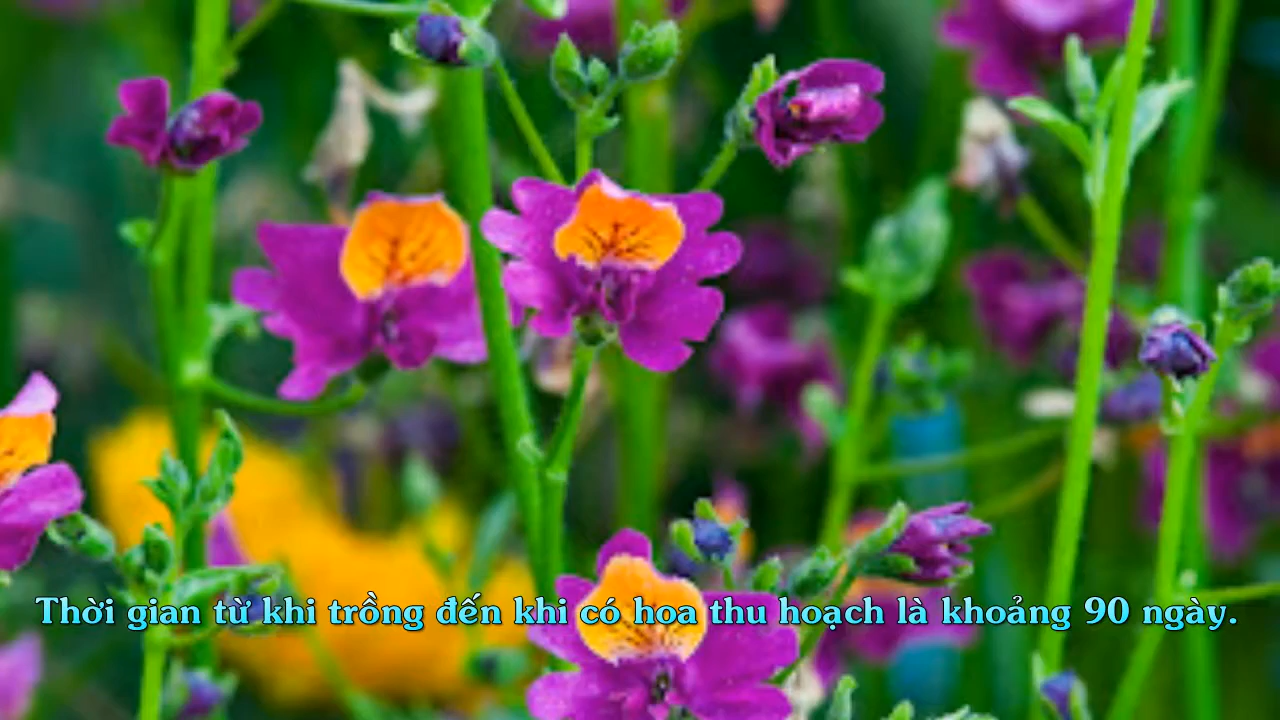 Thời gian từ khi trồng đến khi có hoa thu hoạch là khoảng 90 ngày.